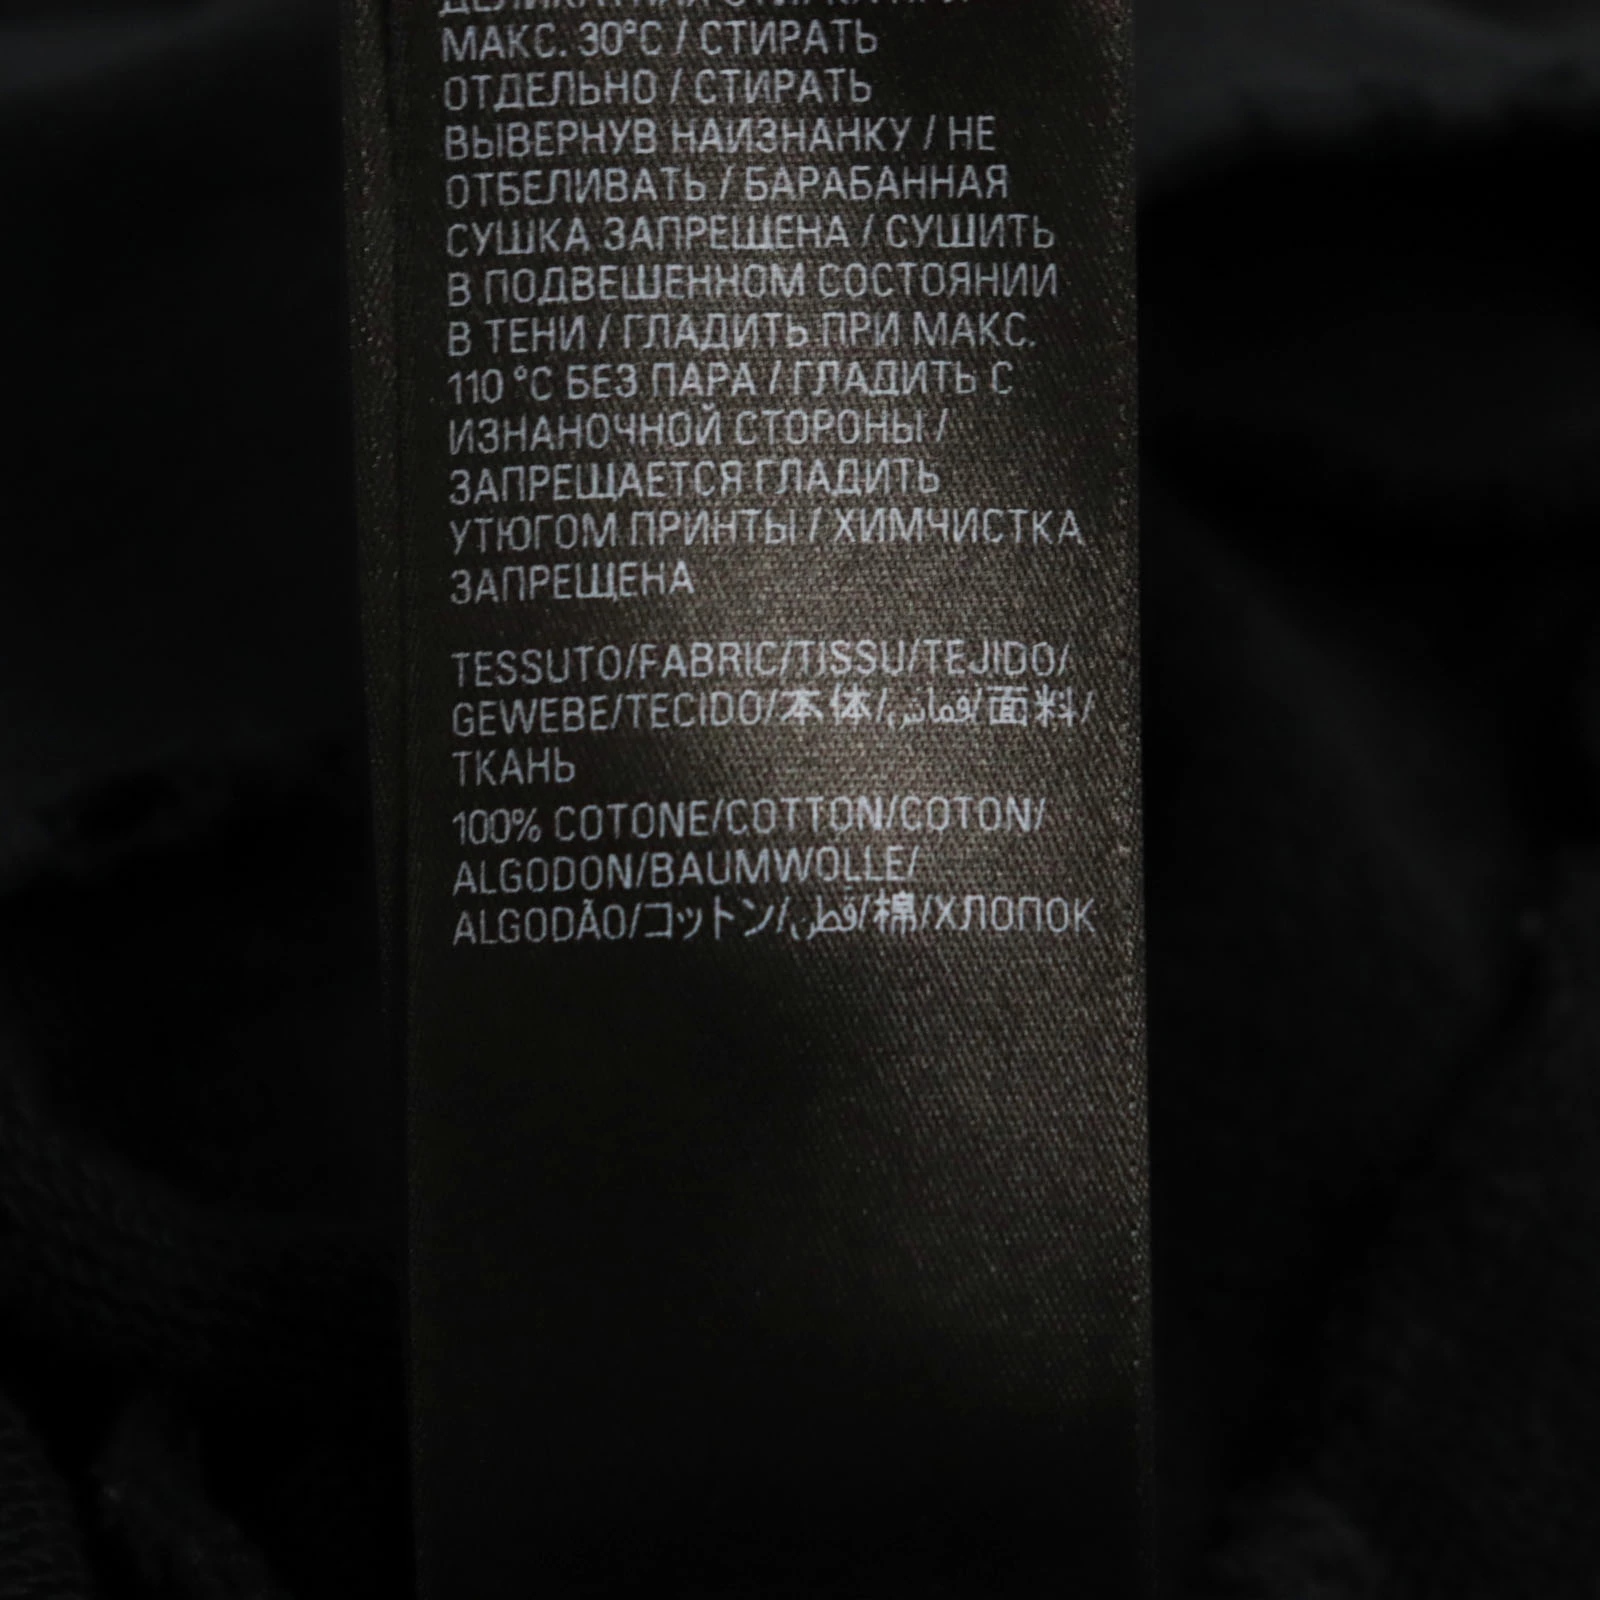 ДЕЛИКАТНАЯ СТИРКА ПРИ
МАКС. 30°C / СТИРАТЬ
ОТДЕЛЬНО / СТИРАТЬ
ВЫВЕРНУВ НАИЗНАНКУ / НЕ
ОТБЕЛИВАТЬ / БАРАБАННАЯ
СУШКА ЗАПРЕЩЕНА / СУШИТЬ
В ПОДВЕШЕННОМ СОСТОЯНИИ
В ТЕНИ / ГЛАДИТЬ ПРИ МАКС.
110 °C БЕЗ ПАРА / ГЛАДИТЬ С
ИЗНАНОЧНОЙ СТОРОНЫ /
ЗАПРЕЩАЕТСЯ ГЛАДИТЬ
УТЮГОМ ПРИНТЫ / ХИМЧИСТКА
ЗАПРЕЩЕНА
TESSUTO/FABRIC/TISSU/TEJIDO/
GEWEBE/TECIDO/本体/قماش/面料/
ТКАНЬ
100% COTONE/COTTON/COTON/
ALGODON/BAUMWOLLE/
ALGODÃO/コットン/قطن/棉/ХЛОПОК